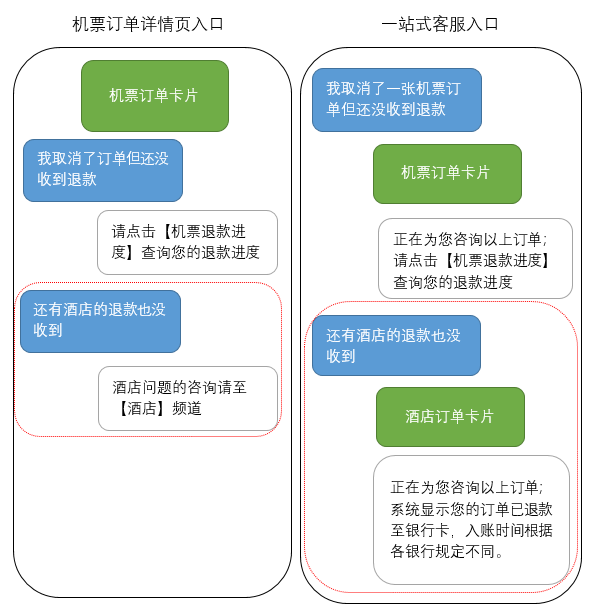 机票订单详情页入口
机票订单卡片
我取消了订单但还没
收到退款
请点击【机票退款进
度】查询您的退款进度
还有酒店的退款也没
收到
酒店问题的咨询请至
【酒店】频道
一站式客服入口
我取消了一张机票订
单但还没收到退款
机票订单卡片
正在为您咨询以上订单;
请点击【机票退款进度】
查询您的退款进度
还有酒店的退款也没
收到
酒店订单卡片
正在为您咨询以上订单;
系统显示您的订单已退款
至银行卡，入账时间根据
各银行规定不同。